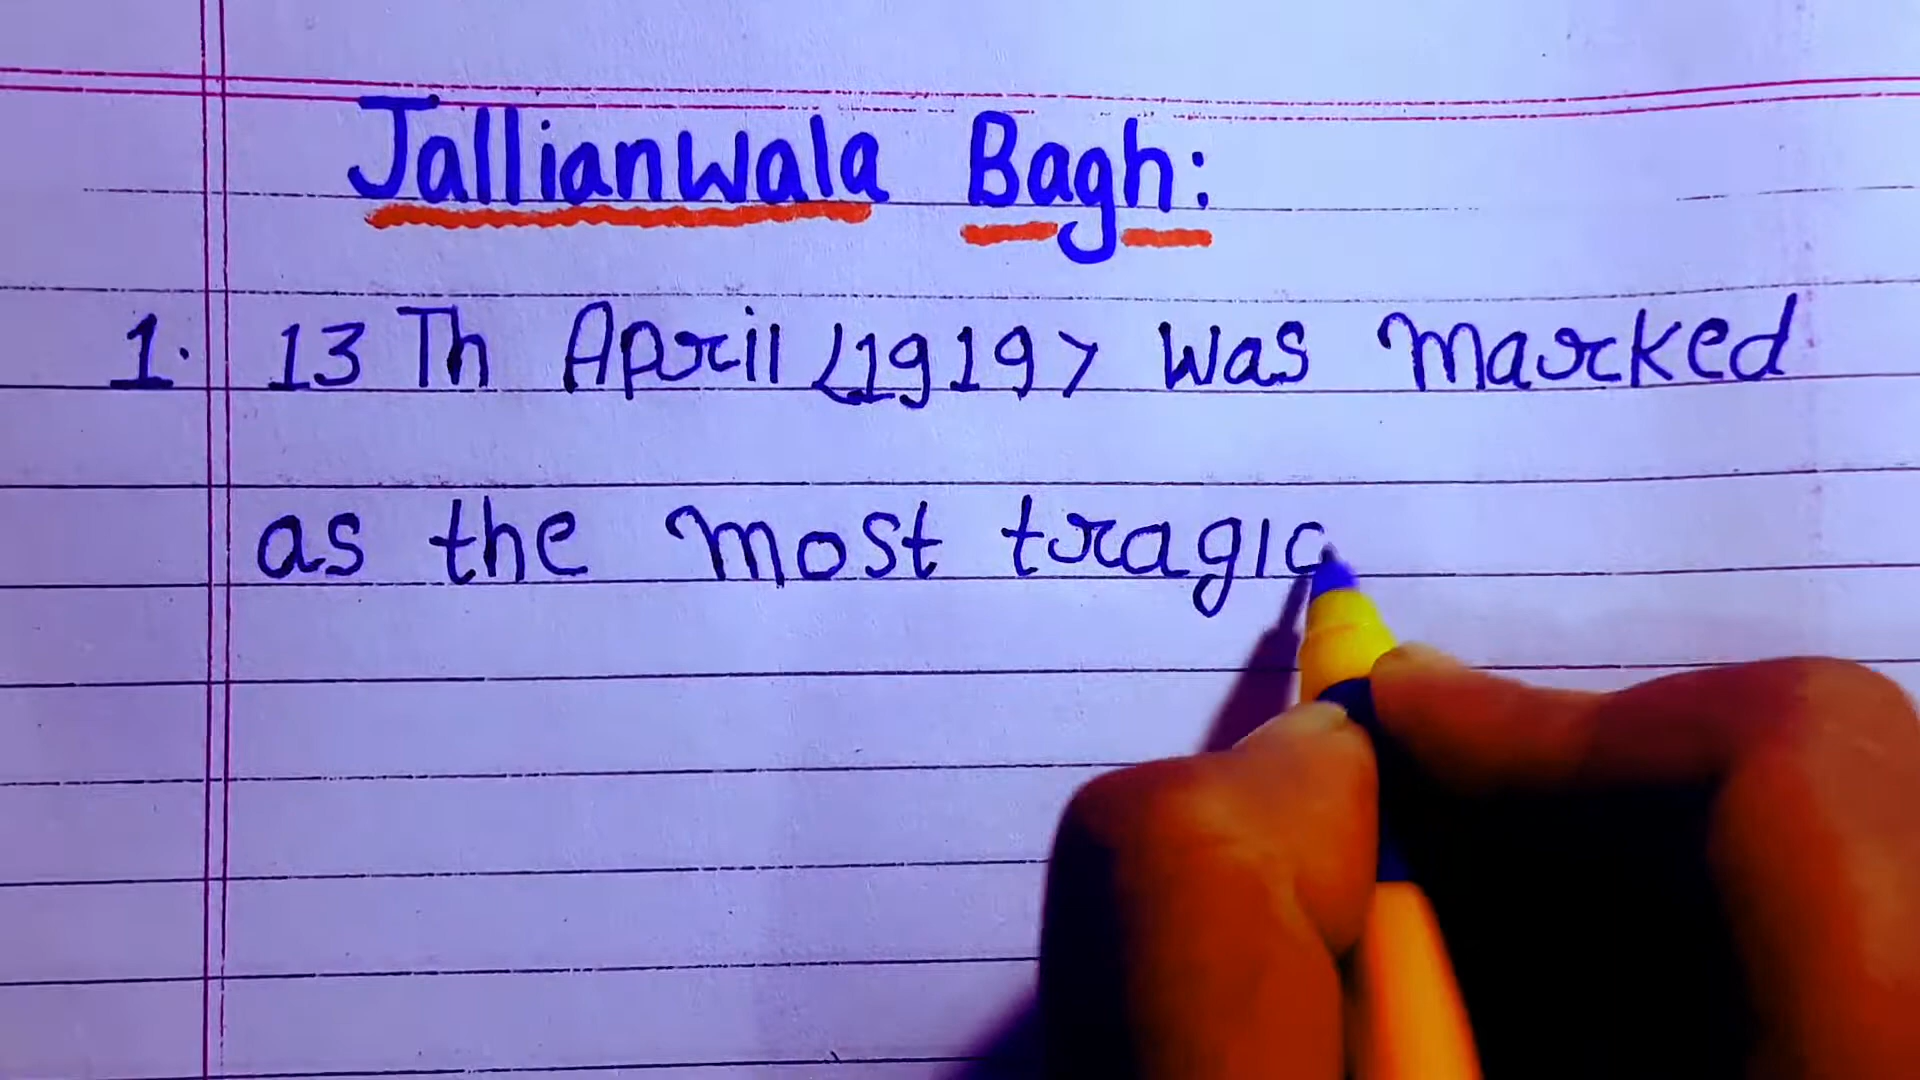 Jallianwala Bagh:
1. 13 Th April <1919> was marked
as the most tragic